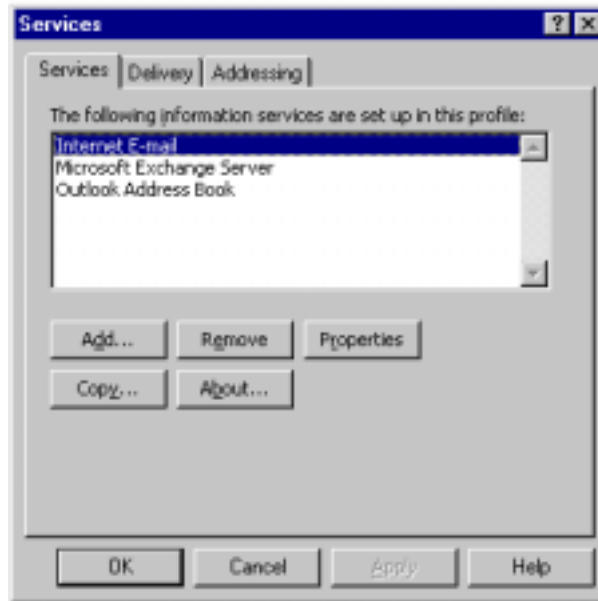 Services
Services Delivery Addressing
The following information services are set up in this profile:
Internet E-mail
Microsoft Exchange Server
Outlook Address Book
Add... Remove Properties
Copy... About...
OK Cancel Apply Help